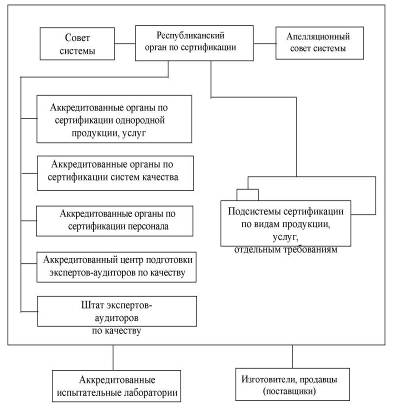 Совет
системы
Республиканский
орган по сертификации
Апелляционный
совет системы
Аккредитованные органы по
сертификации однородной
продукции, услуг
Аккредитованные органы по
сертификации систем качества
Аккредитованные органы по
сертификации персонала
Аккредитованный центр подготовки
экспертов-аудиторов по качеству
Штат экспертов-
аудиторов
по качеству
Подсистемы сертификации
по видам продукции,
услуг,
отдельным требованиям
Аккредитованные
испытательные лаборатории
Изготовители, продавцы
(поставщики)